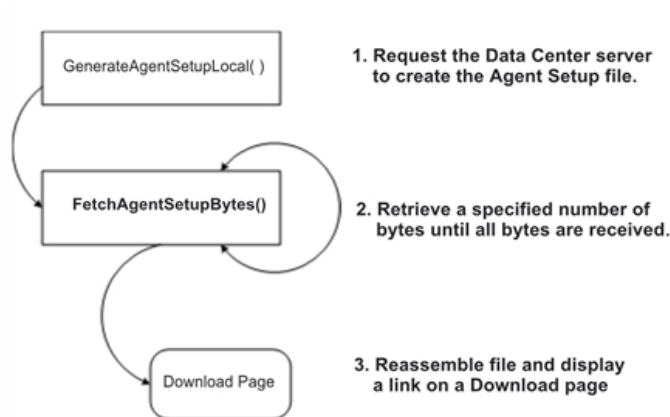 GenerateAgentSetupLocal( )
1. Request the Data Center server
to create the Agent Setup file.
FetchAgentSetupBytes()
2. Retrieve a specified number of
bytes until all bytes are received.
Download Page
3. Reassemble file and display
a link on a Download page